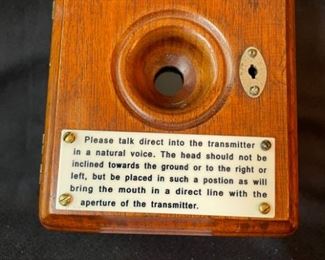 Please talk direct into the transmitter
in a natural voice. The head should not be
inclined towards the ground or to the right or
left, but be placed in such a postion as will
bring the mouth in a direct line with the
aperture of the transmitter.